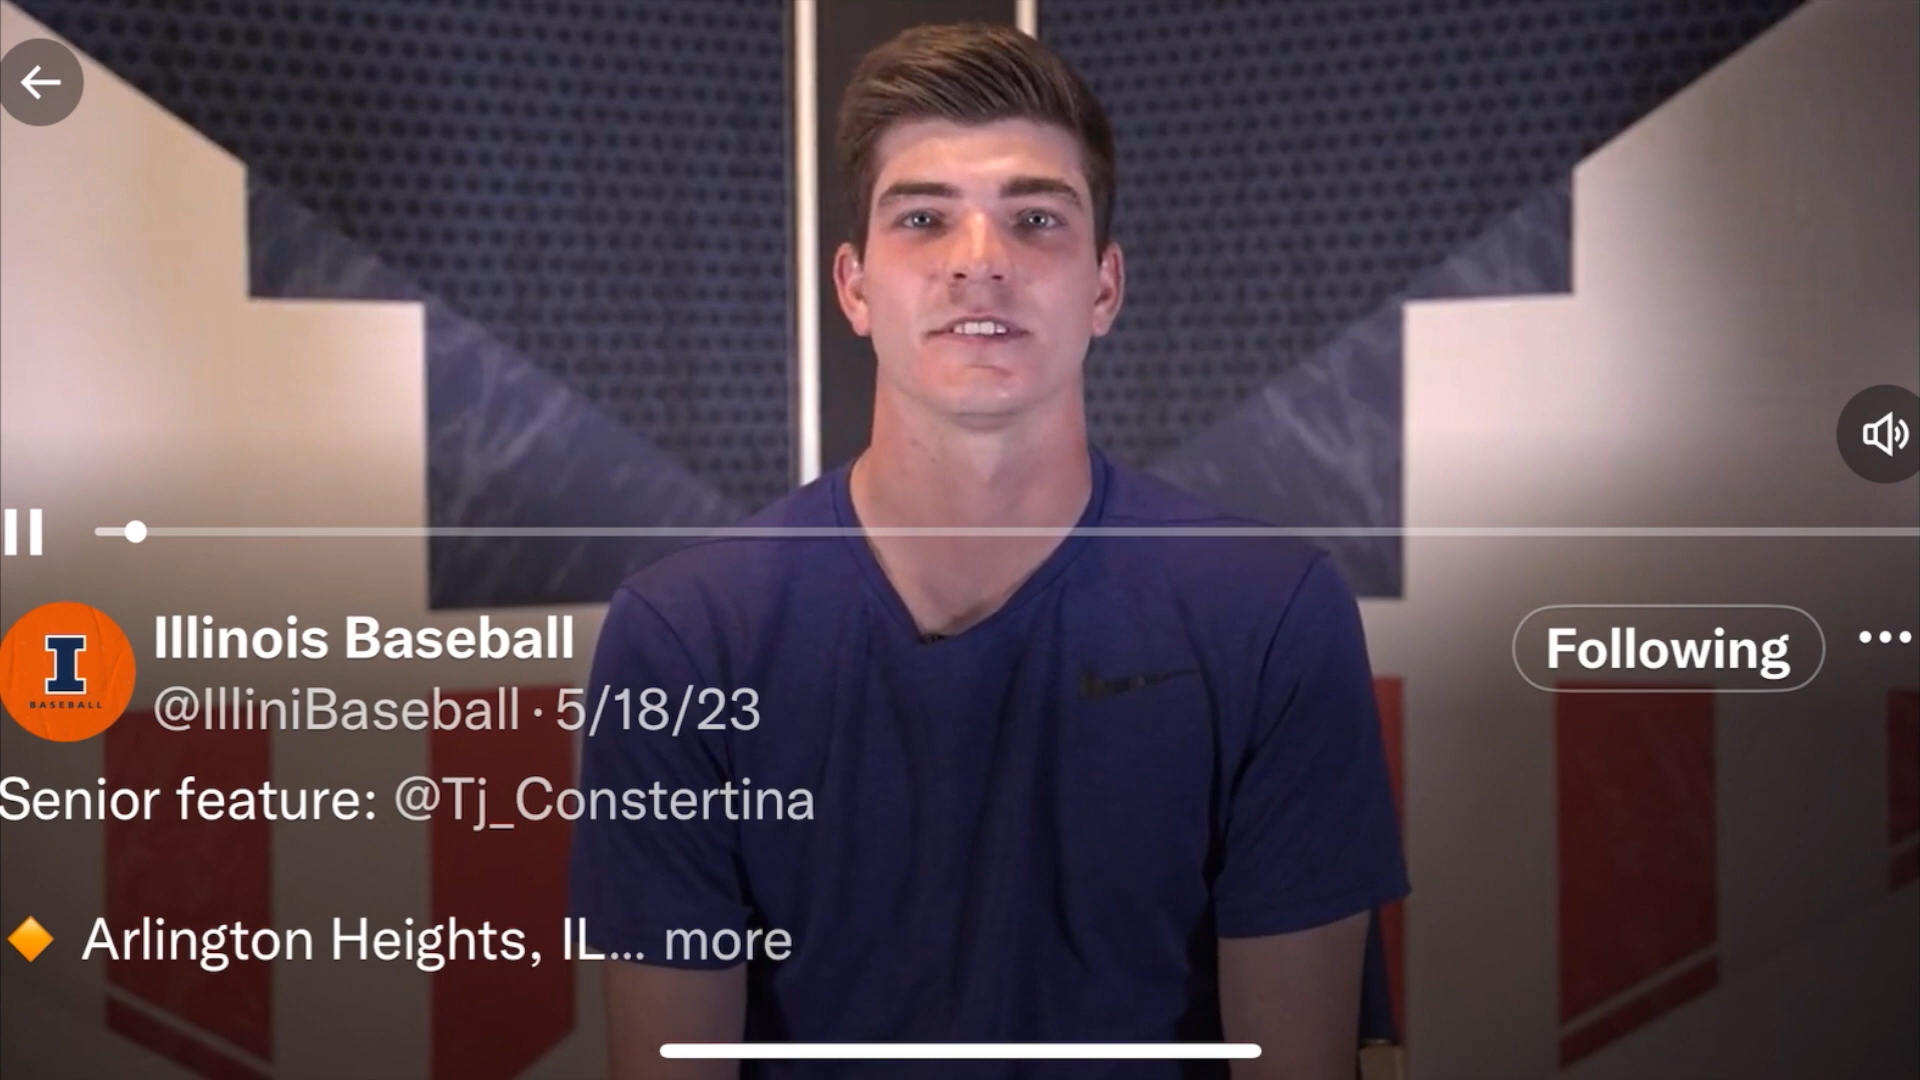 Illinois Baseball
@IlliniBaseball · 5/18/23
Following
Senior feature: @Tj_Constertina
🔶 Arlington Heights, IL... more
I
BASEBALL